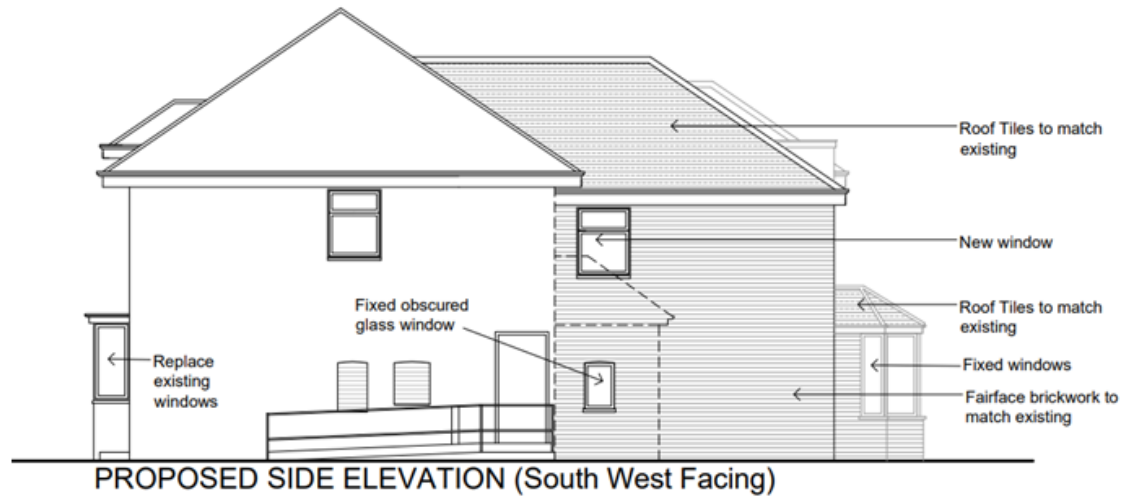 Roof Tiles to match
existing
New window
Fixed obscured
glass window
Roof Tiles to match
existing
Replace
existing
windows
Fixed windows
Fairface brickwork to
match existing
PROPOSED SIDE ELEVATION (South West Facing)